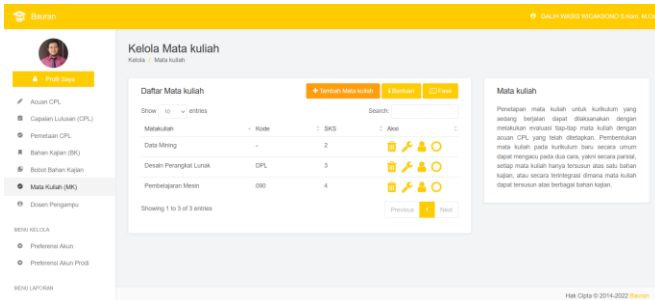 Bauran
GALIH WASIS WICAKSONO S.Kom. M.Cs
Profil Saya
Acuan CPL
Capaian Lulusan (CPL)
Pemetaan CPL
Bahan Kajian (BK)
Bobot Bahan Kajian
Mata Kuliah (MK)
Dosen Pengampu
MENU KELOLA
Preferensi Akun
Preferensi Akun Prodi
MENU LAPORAN
Kelola Mata kuliah
Kelola / Mata kuliah
Daftar Mata kuliah
+ Tambah Mata kuliah
Bantuan
Show 10 entries
Search:
Matakuliah Kode SKS Aksi
Data Mining - 2
Desain Perangkat Lunak DPL 3
Pembelajaran Mesin 4
Showing 1 to 3 of 3 entries
Previous 1 Next
Mata kuliah
Penetapan mata kuliah untuk kurikulum yang
sedang berjalan dapat dilaksanakan dengan
melakukan evaluasi tiap-tiap mata kuliah dengan
acuan CPL yang telah ditetapkan. Pembentukan
mata kuliah pada kurikulum baru secara umum
dapat mengacu pada dua cara, yakni secara parsial,
setiap mata kuliah hanya tersusun atas satu bahan
kajian, atau secara terintegrasi dimana mata kuliah
dapat tersusun atas berbagai bahan kajian.
Hak Cipta © 2014-2022 Bauran